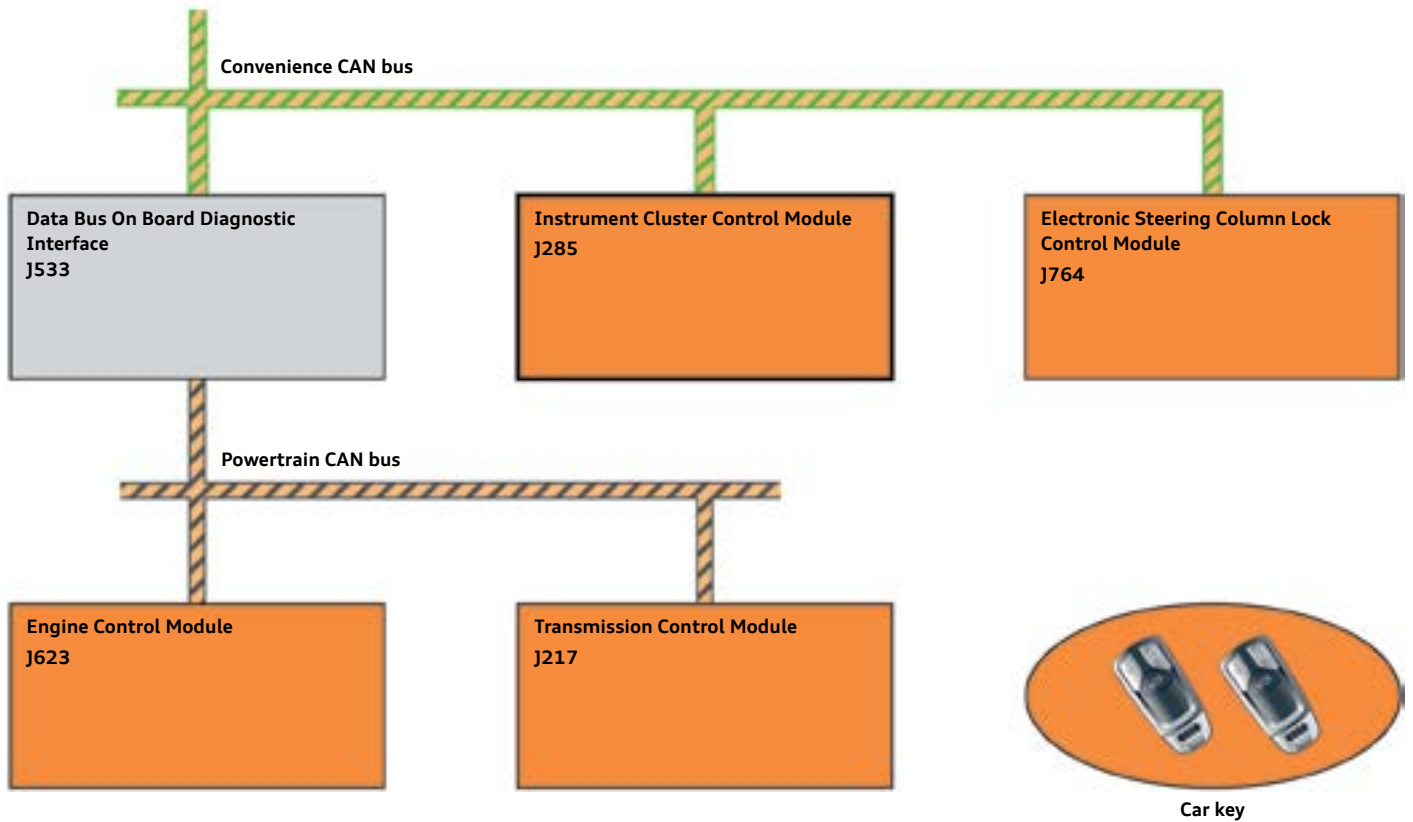 Convenience CAN bus
Data Bus On Board Diagnostic
Interface
J533
Instrument Cluster Control Module
J285
Electronic Steering Column Lock
Control Module
J764
Powertrain CAN bus
Engine Control Module
J623
Transmission Control Module
J217
Car key